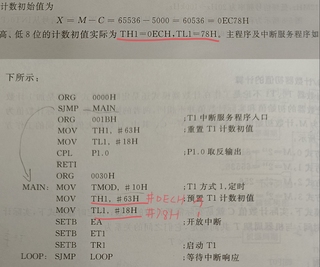 计数初始值为
X = M - C = 65536 - 5000 = 60536 = 0EC78H
高、低 8 位的计数初值实际为 TH1=0ECH,TL1=78H。主程序及中断服务程序如
下所示：
ORG 0000H
SJMP MAIN
ORG 001BH ;T1 中断服务程序入口
MOV TH1, #63H ;重置 T1 计数初值
MOV TL1, #18H
CPL P1.0 ;P1.0 取反输出
RET1
ORG 0030H
MAIN: MOV TMOD, #10H ;T1 方式 1,定时
MOV TH1, #63H #0ECH ;预置 T1 计数初值
MOV TL1, #18H #78H
SETB EA ;开放中断
SETB ET1
SETB TR1 ;启动 T1
LOOP: SJMP LOOP ;等待中断响应